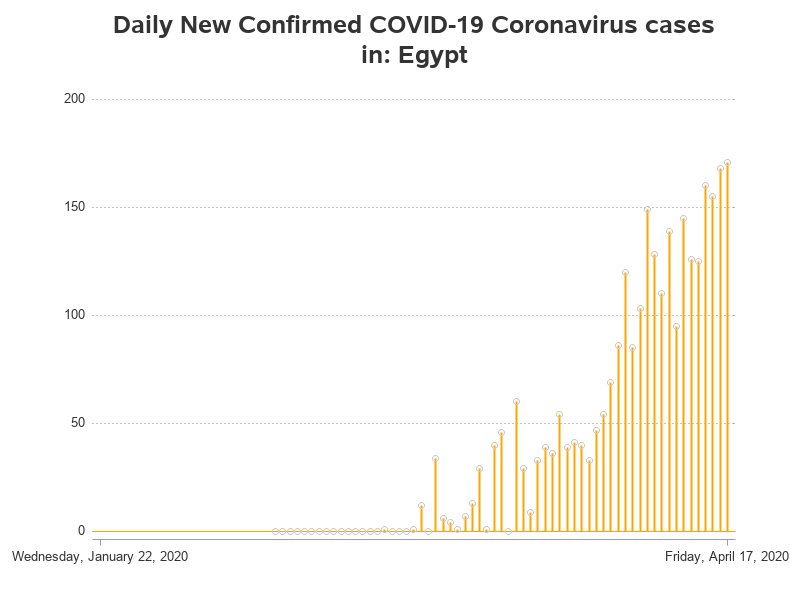 Daily New Confirmed COVID-19 Coronavirus cases
in: Egypt
200
150
100
50
0
Wednesday, January 22, 2020
Friday, April 17, 2020